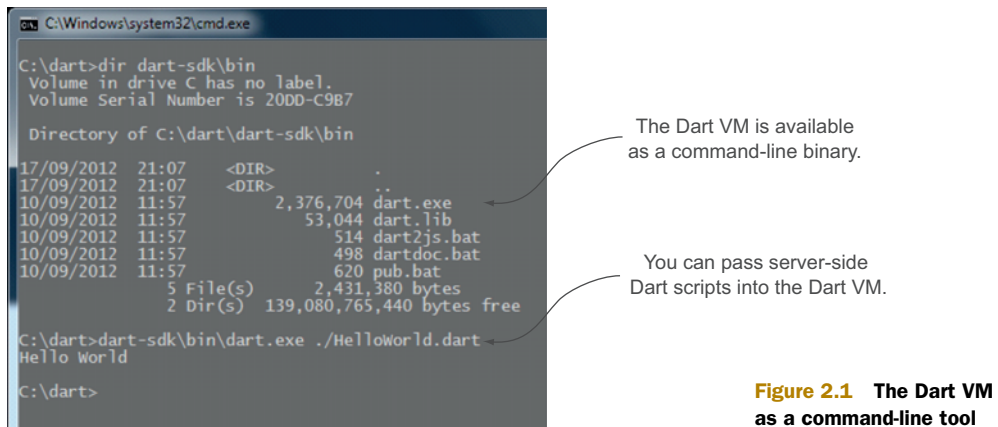 C:\Windows\system32\cmd.exe
C:\dart>dir dart-sdk\bin
Volume in drive C has no label.
Volume Serial Number is 20DD-C9B7
Directory of C:\dart\dart-sdk\bin
17/09/2012 21:07 <DIR> .
17/09/2012 21:07 <DIR> ..
10/09/2012 11:57 2,376,704 dart.exe
10/09/2012 11:57 53,044 dart.lib
10/09/2012 11:57 514 dart2js.bat
10/09/2012 11:57 498 dartdoc.bat
10/09/2012 11:57 620 pub.bat
5 File(s) 2,431,380 bytes
2 Dir(s) 139,080,765,440 bytes free
C:\dart>dart-sdk\bin\dart.exe ./HelloWorld.dart
Hello World
C:\dart>
The Dart VM is available
as a command-line binary.
You can pass server-side
Dart scripts into the Dart VM.
Figure 2.1 The Dart VM
as a command-line tool